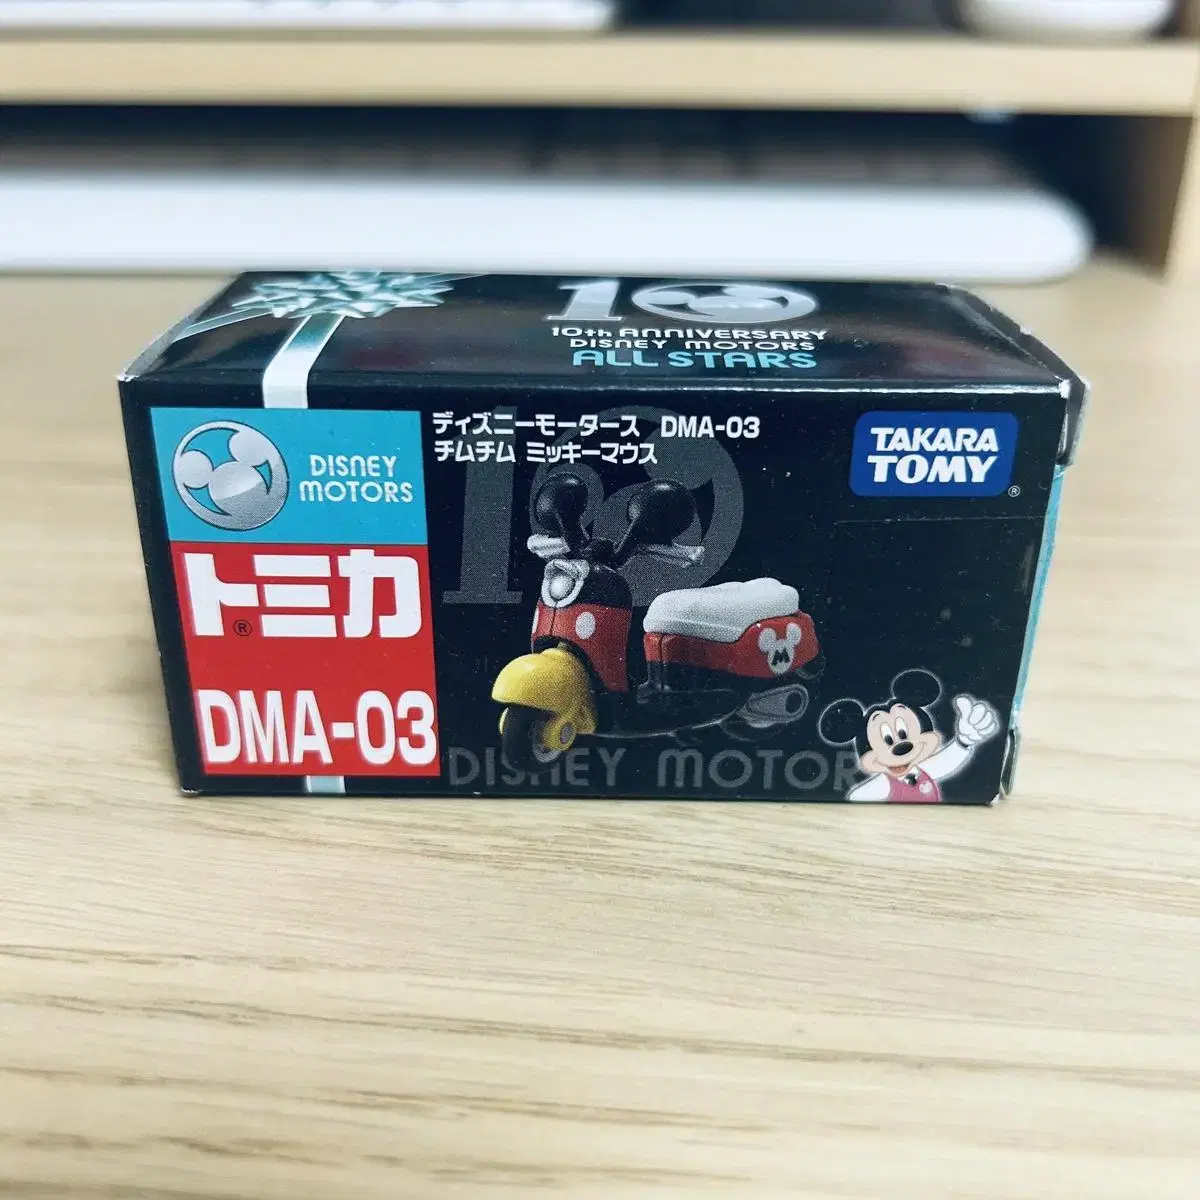 10
10th ANNIVERSARY
DISNEY MOTORS
ALL STARS
ディズニーモータース DMA-03
チムチム ミッキーマウス
TAKARA
TOMY®
DISNEY
MOTORS
トミカ®
DMA-03
10
M
DISNEY MOTOR